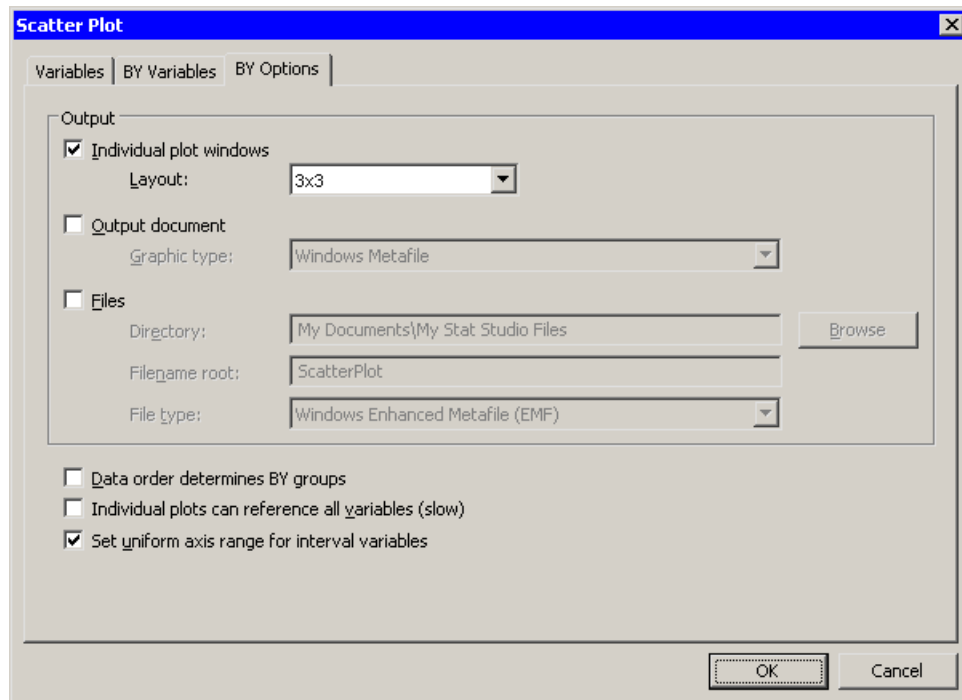 Scatter Plot
Variables BY Variables BY Options
Output
Individual plot windows
Layout: 3x3
Output document
Graphic type: Windows Metafile
Files
Directory: My Documents\My Stat Studio Files Browse
Filename root: ScatterPlot
File type: Windows Enhanced Metafile (EMF)
Data order determines BY groups
Individual plots can reference all variables (slow)
Set uniform axis range for interval variables
OK Cancel